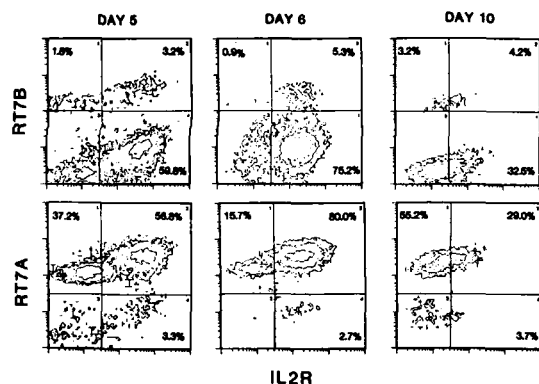 DAY 5 DAY 6 DAY 10
1.8% 3.2% 0.9% 5.3% 3.2% 4.2%
RT7B
59.8% 75.2% 32.5%
37.2% 56.8% 15.7% 80.0% 55.2% 29.0%
RT7A
3.3% 2.7% 3.7%
IL2R